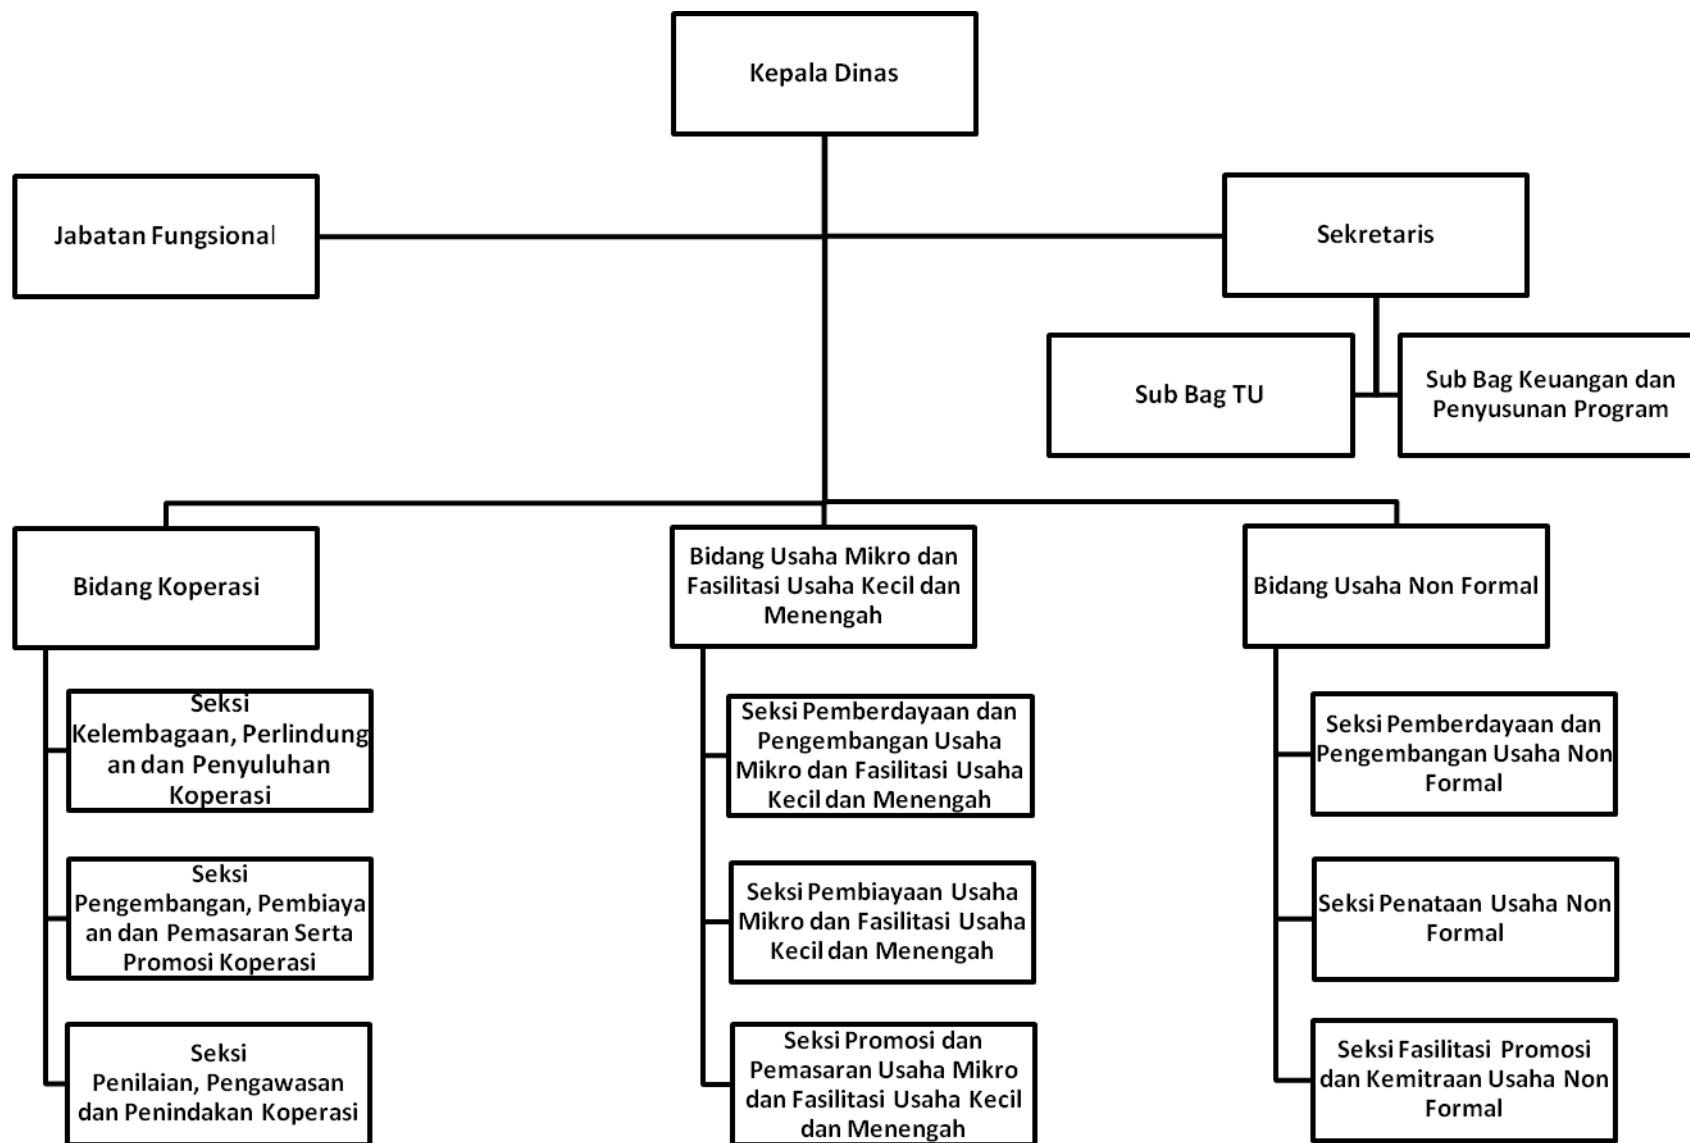 Kepala Dinas
Jabatan Fungsional
Sekretaris
Sub Bag TU
Sub Bag Keuangan dan
Penyusunan Program
Bidang Koperasi
Bidang Usaha Mikro dan
Fasilitasi Usaha Kecil dan
Menengah
Bidang Usaha Non Formal
Seksi
Kelembagaan, Perlindung
an dan Penyuluhan
Koperasi
Seksi
Pengembangan, Pembiaya
an dan Pemasaran Serta
Promosi Koperasi
Seksi
Penilaian, Pengawasan
dan Penindakan Koperasi
Seksi Pemberdayaan dan
Pengembangan Usaha
Mikro dan Fasilitasi Usaha
Kecil dan Menengah
Seksi Pembiayaan Usaha
Mikro dan Fasilitasi Usaha
Kecil dan Menengah
Seksi Promosi dan
Pemasaran Usaha Mikro
dan Fasilitasi Usaha Kecil
dan Menengah
Seksi Pemberdayaan dan
Pengembangan Usaha Non
Formal
Seksi Penataan Usaha Non
Formal
Seksi Fasilitasi Promosi
dan Kemitraan Usaha Non
Formal